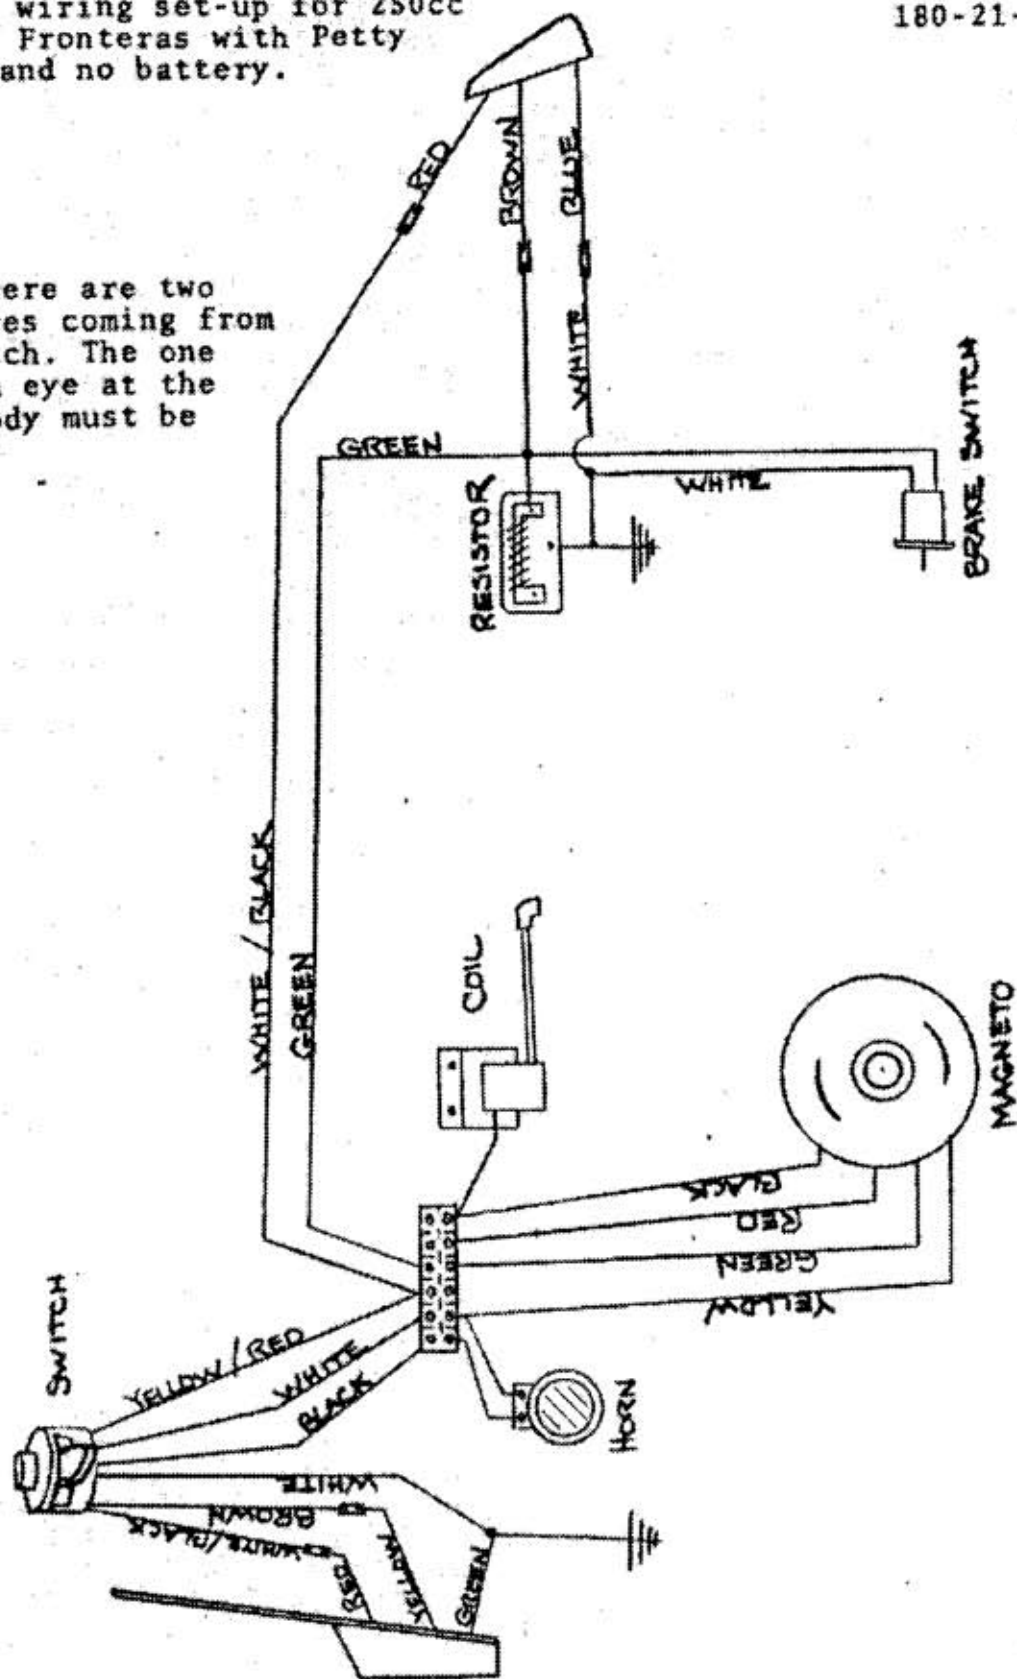 wiring set-up for 250cc
Fronteras with Petty
and no battery.
180-21-
ere are two
es coming from
ch. The one
eye at the
dy must be
RED
BROWN
BLUE
WHITE
GREEN
WHITE
BRAKE SWITCH
RESISTOR
WHITE / BLACK
GREEN
COIL
MAGNETO
BLACK
RED
GREEN
YELLOW
SWITCH
YELLOW / RED
WHITE
BLACK
HORN
WHITE
BROWN
WHITE/BLACK
RED
YELLOW
GREEN